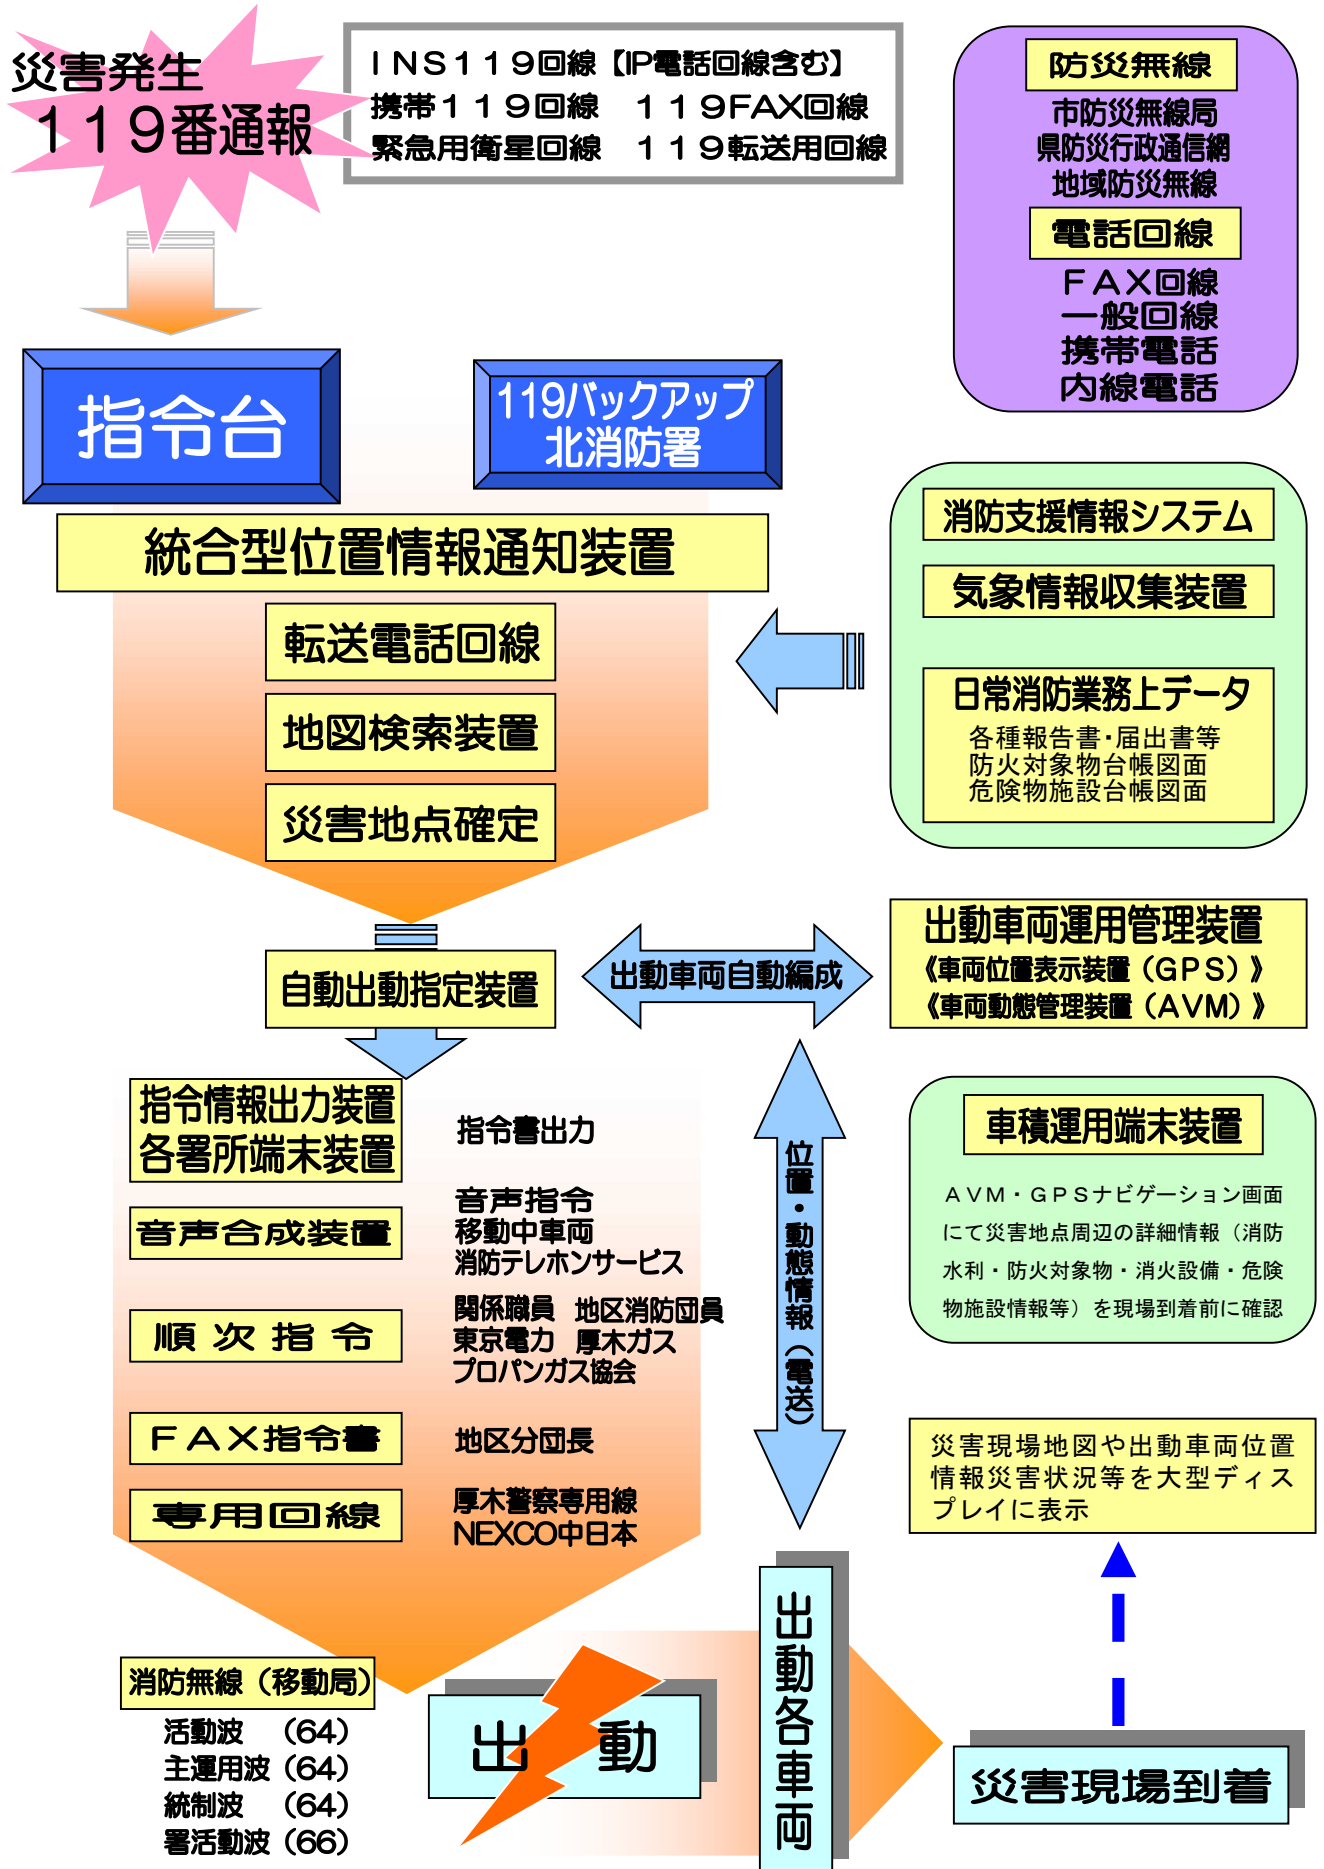 災害発生
１１９番通報
ＩＮＳ１１９回線【IP電話回線含む】
携帯１１９回線　１１９FAX回線
緊急用衛星回線　１１９転送用回線
防災無線
市防災無線局
県防災行政通信網
地域防災無線
電話回線
ＦＡＸ回線
一般回線
携帯電話
内線電話
指令台
119バックアップ
北消防署
統合型位置情報通知装置
転送電話回線
地図検索装置
災害地点確定
消防支援情報システム
気象情報収集装置
日常消防業務上データ
各種報告書・届出書等
防火対象物台帳図面
危険物施設台帳図面
自動出動指定装置
出動車両自動編成
出動車両運用管理装置
《車両位置表示装置（GPS）》
《車両動態管理装置（AVM）》
指令情報出力装置
各署所端末装置
指令書出力
音声合成装置
音声指令
移動中車両
消防テレホンサービス
順次指令
関係職員　地区消防団員
東京電力　厚木ガス
プロパンガス協会
ＦＡＸ指令書
地区分団長
専用回線
厚木警察専用線
NEXCO中日本
位置・動態情報（電送）
車積運用端末装置
ＡＶＭ・ＧＰＳナビゲーション画面
にて災害地点周辺の詳細情報（消防
水利・防火対象物・消火設備・危険
物施設情報等）を現場到着前に確認
災害現場地図や出動車両位置
情報災害状況等を大型ディス
プレイに表示
消防無線（移動局）
活動波　（64）
主運用波（64）
統制波　（64）
署活動波（66）
出　動
出動各車両
災害現場到着